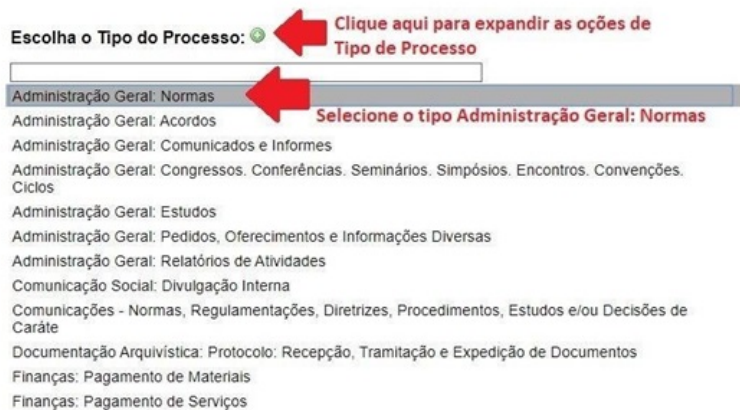 Escolha o Tipo do Processo:
Clique aqui para expandir as oções de
Tipo de Processo
Administração Geral: Normas
Selecione o tipo Administração Geral: Normas
Administração Geral: Acordos
Administração Geral: Comunicados e Informes
Administração Geral: Congressos. Conferências. Seminários. Simpósios. Encontros. Convenções.
Ciclos
Administração Geral: Estudos
Administração Geral: Pedidos, Oferecimentos e Informações Diversas
Administração Geral: Relatórios de Atividades
Comunicação Social: Divulgação Interna
Comunicações - Normas, Regulamentações, Diretrizes, Procedimentos, Estudos e/ou Decisões de
Caráte
Documentação Arquivística: Protocolo: Recepção, Tramitação e Expedição de Documentos
Finanças: Pagamento de Materiais
Finanças: Pagamento de Serviços